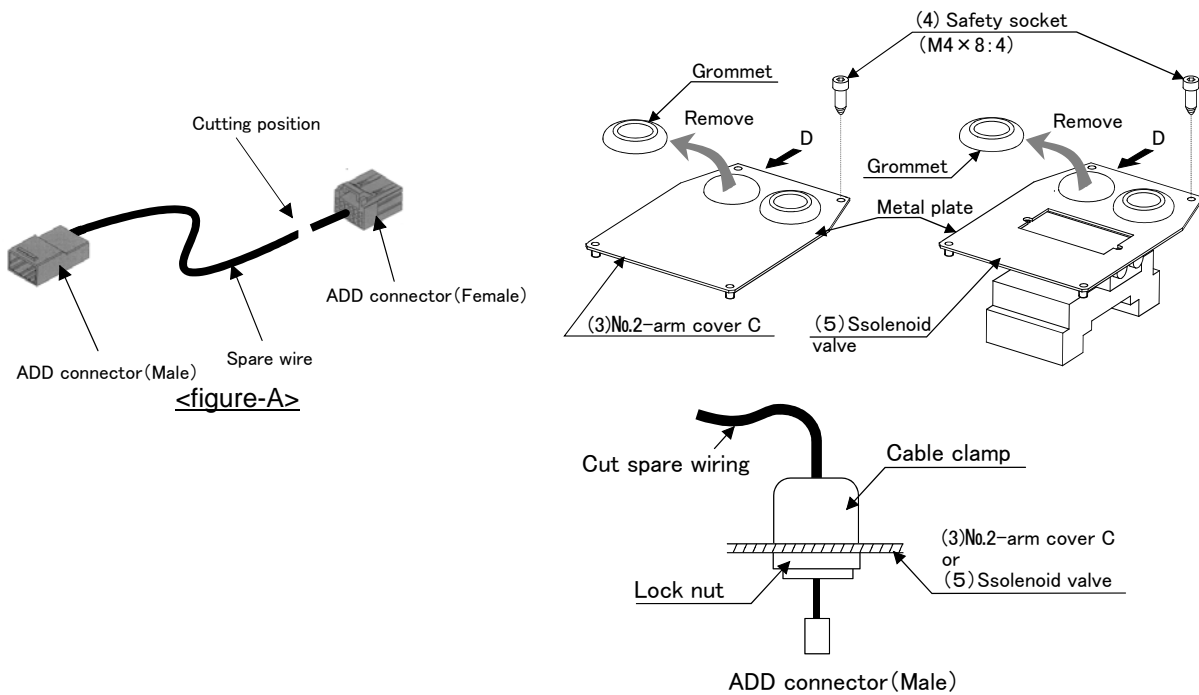 Cutting position
ADD connector(Female)
Spare wire
ADD connector(Male)
<figure-A>
(4) Safety socket
(M4×8:4)
Grommet
Remove
D
Metal plate
(3)No.2-arm cover C
Remove
D
Grommet
(5)Ssolenoid
valve
Cut spare wiring
Cable clamp
(3)No.2-arm cover C
or
(5)Ssolenoid valve
Lock nut
ADD connector(Male)